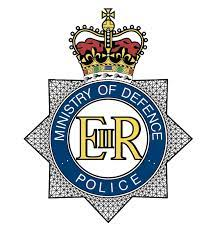 MINISTRY OF DEFENCE
EIIR
POLICE